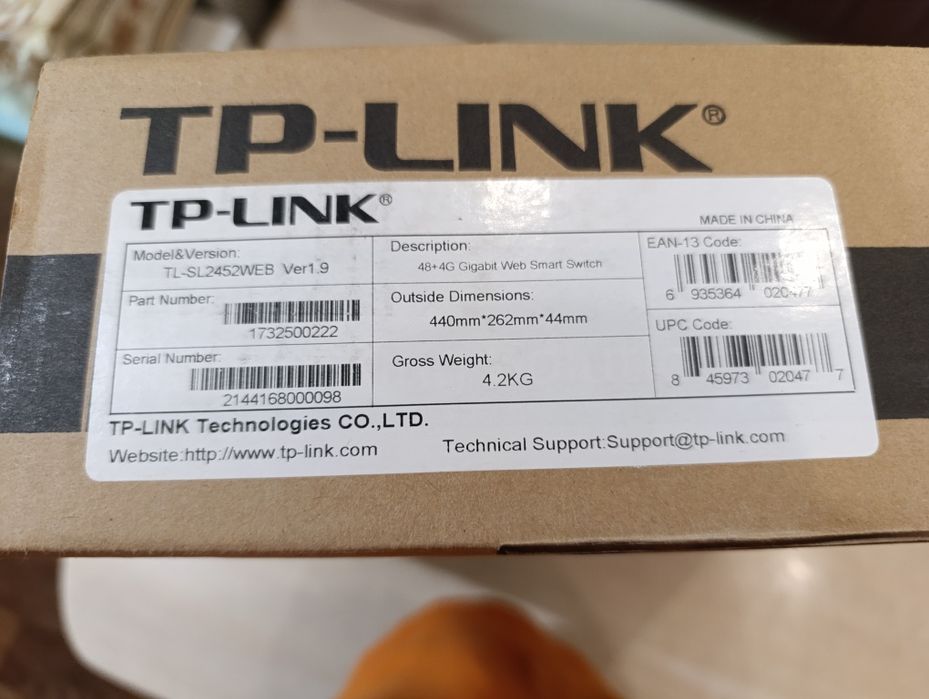 TP-LINK®
TP-LINK®
MADE IN CHINA
Model&Version:
TL-SL2452WEB Ver1.9
Part Number:
1732500222
Serial Number:
2144168000098
Description:
48+4G Gigabit Web Smart Switch
Outside Dimensions:
440mm*262mm*44mm
Gross Weight:
4.2KG
EAN-13 Code:
6 935364 020477
UPC Code:
8 45973 02047 7
TP-LINK Technologies CO.,LTD.
Website:http://www.tp-link.com
Technical Support:Support@tp-link.com